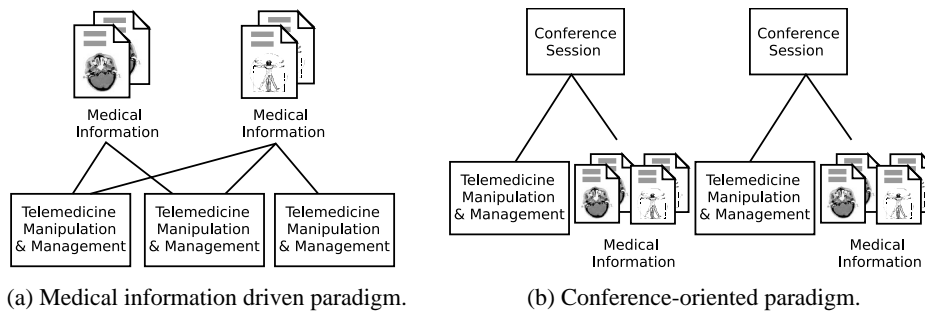 Medical
Information
Medical
Information
Telemedicine
Manipulation
& Management
Telemedicine
Manipulation
& Management
Telemedicine
Manipulation
& Management
(a) Medical information driven paradigm.
Conference
Session
Conference
Session
Telemedicine
Manipulation
& Management
Medical
Information
Telemedicine
Manipulation
& Management
Medical
Information
(b) Conference-oriented paradigm.